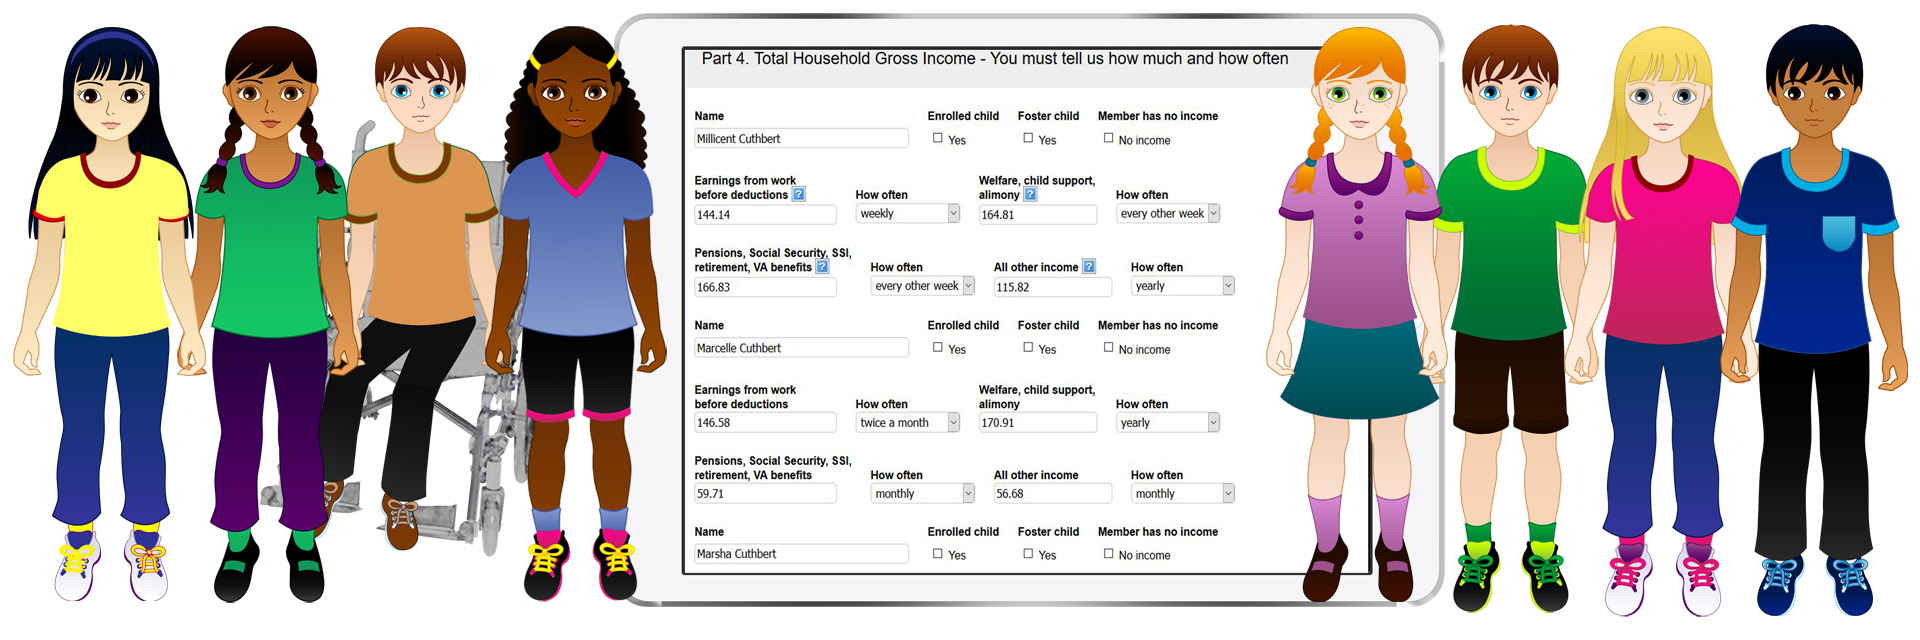 Part 4. Total Household Gross Income - You must tell us how much and how often
Name Enrolled child Foster child Member has no income
Millicent Cuthbert Yes Yes No income
Earnings from work Welfare, child support,
before deductions ? How often alimony ? How often
144.14 weekly 164.81 every other week
Pensions, Social Security, SSI,
retirement, VA benefits ? How often All other income ? How often
166.83 every other week 115.82 yearly
Name Enrolled child Foster child Member has no income
Marcelle Cuthbert Yes Yes No income
Earnings from work Welfare, child support,
before deductions How often alimony How often
146.58 twice a month 170.91 yearly
Pensions, Social Security, SSI,
retirement, VA benefits How often All other income How often
59.71 monthly 56.68 monthly
Name Enrolled child Foster child Member has no income
Marsha Cuthbert Yes Yes No income